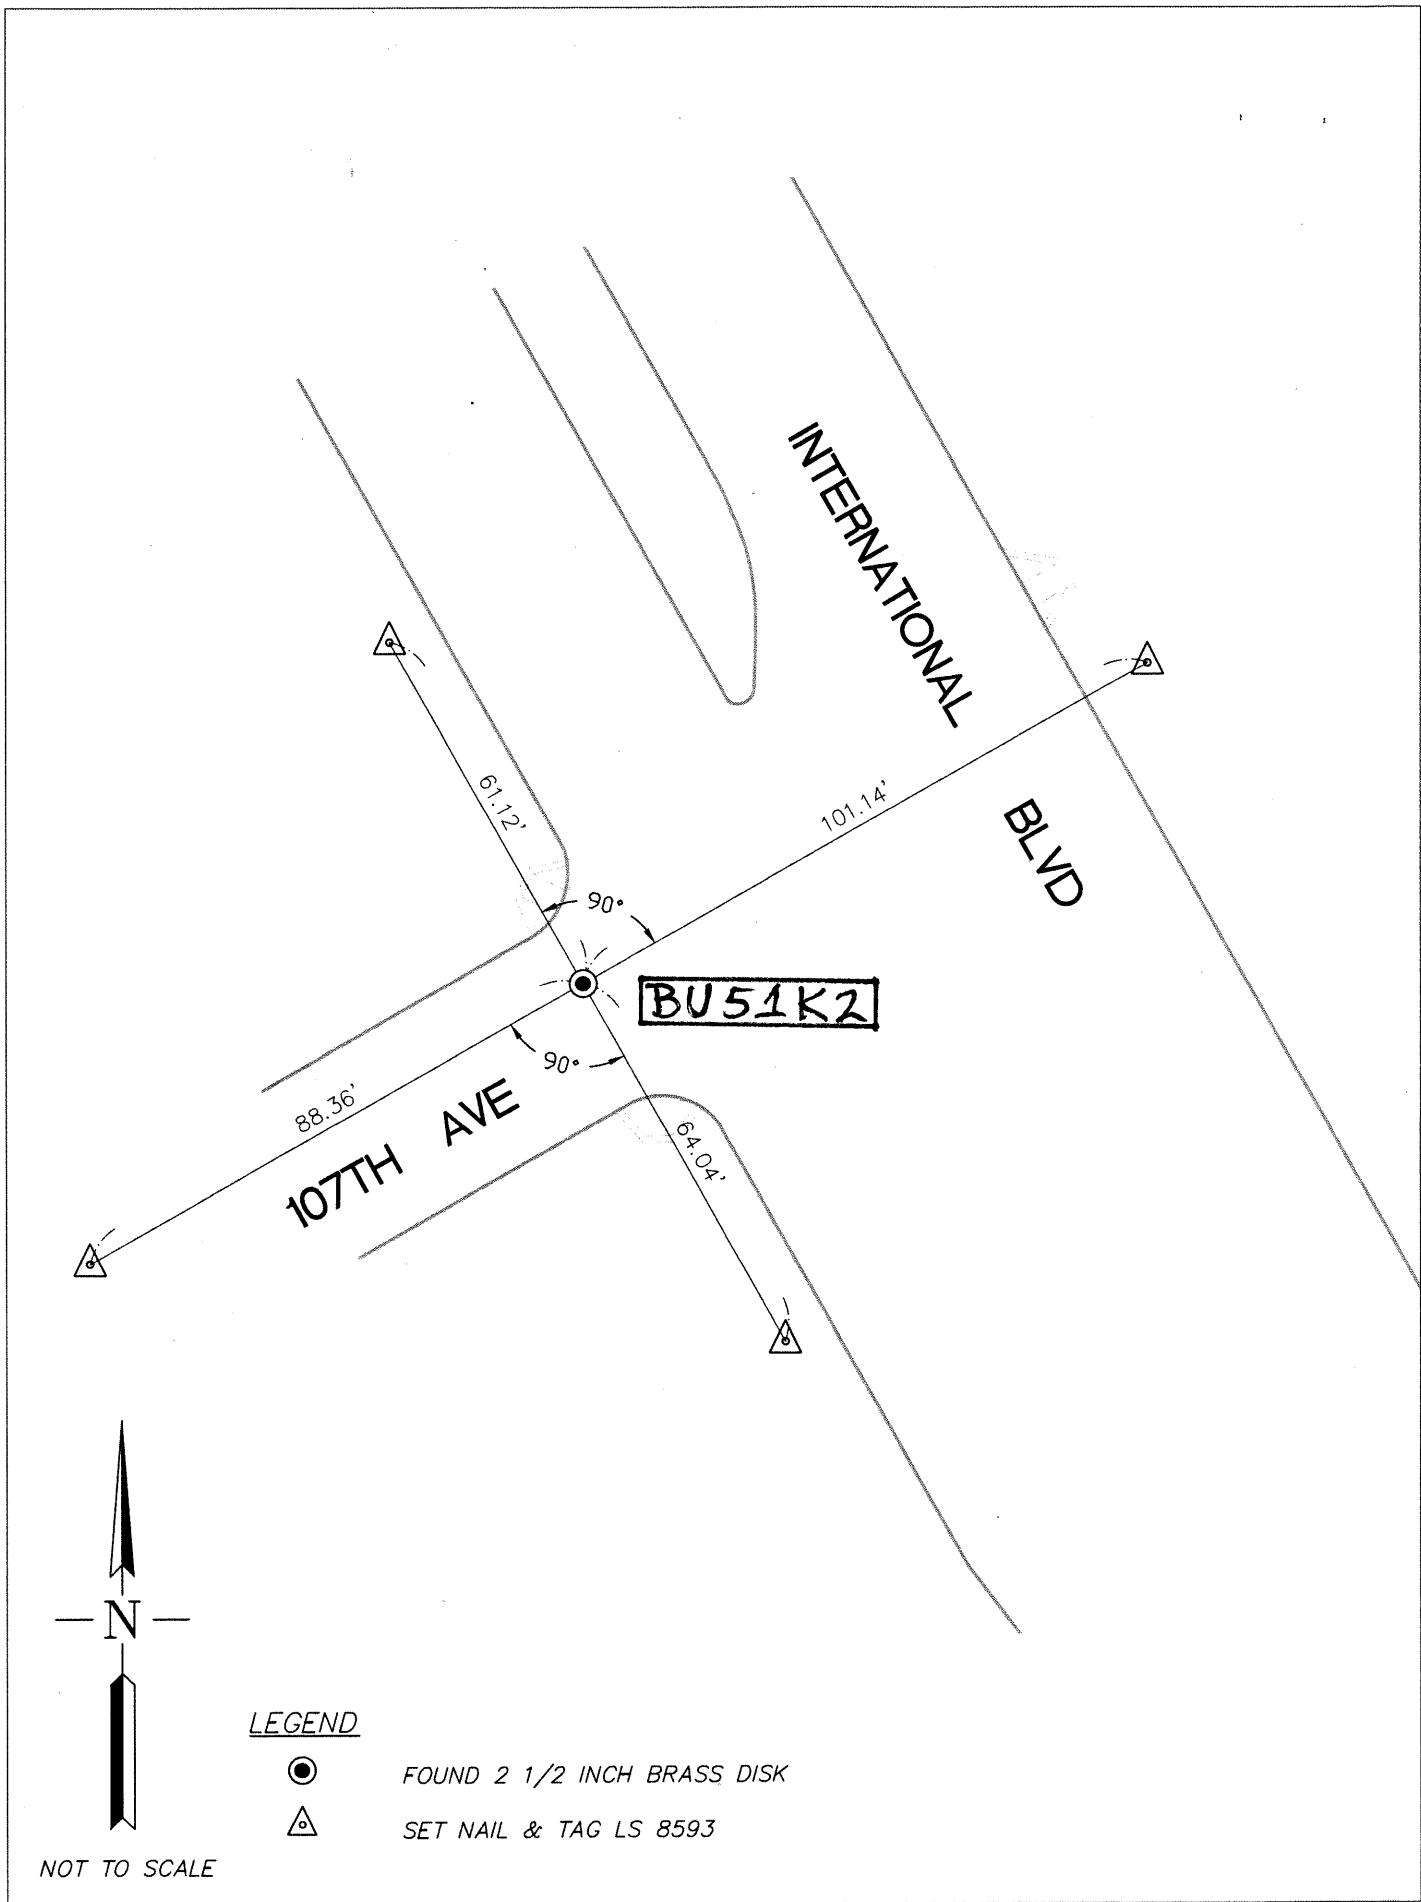 INTERNATIONAL
BLVD
61.12'
101.14'
90°
BU51K2
90°
88.36'
107TH AVE
64.04'
N
LEGEND
FOUND 2 1/2 INCH BRASS DISK
SET NAIL & TAG LS 8593
NOT TO SCALE